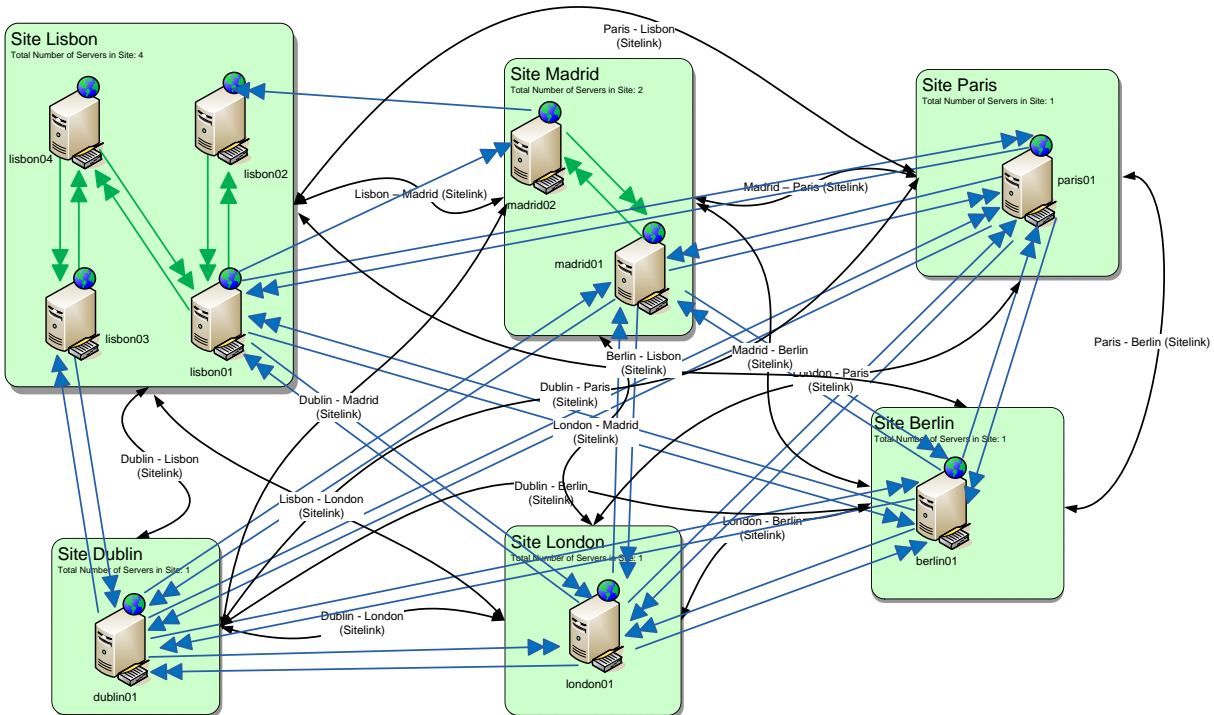 Paris - Lisbon
(Sitelink)
Site Lisbon
Total Number of Servers in Site: 4
lisbon04
lisbon02
lisbon03
lisbon01
Site Madrid
Total Number of Servers in Site: 2
madrid02
madrid01
Site Paris
Total Number of Servers in Site: 1
paris01
Lisbon – Madrid (Sitelink)
Madrid – Paris (Sitelink)
Paris - Berlin (Sitelink)
Berlin - Lisbon
(Sitelink)
Madrid - Berlin
(Sitelink)
London - Paris
(Sitelink)
Dublin - Paris
(Sitelink)
Dublin - Madrid
(Sitelink)
London - Madrid
(Sitelink)
Dublin - Lisbon
(Sitelink)
Lisbon - London
(Sitelink)
Dublin - Berlin
(Sitelink)
London - Berlin
(Sitelink)
Site Berlin
Total Number of Servers in Site: 1
berlin01
Site Dublin
Total Number of Servers in Site: 1
dublin01
Dublin - London
(Sitelink)
Site London
Total Number of Servers in Site: 1
london01